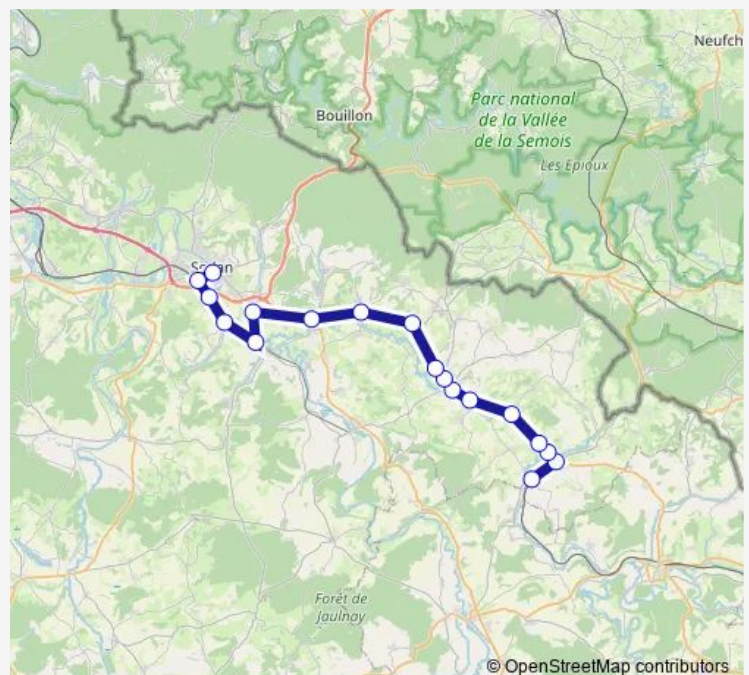 Neufch
Bouillon
Parc national
de la Vallée
de la Semois
Les Epioux
Forêt de
Jaulnay
© OpenStreetMap contributors